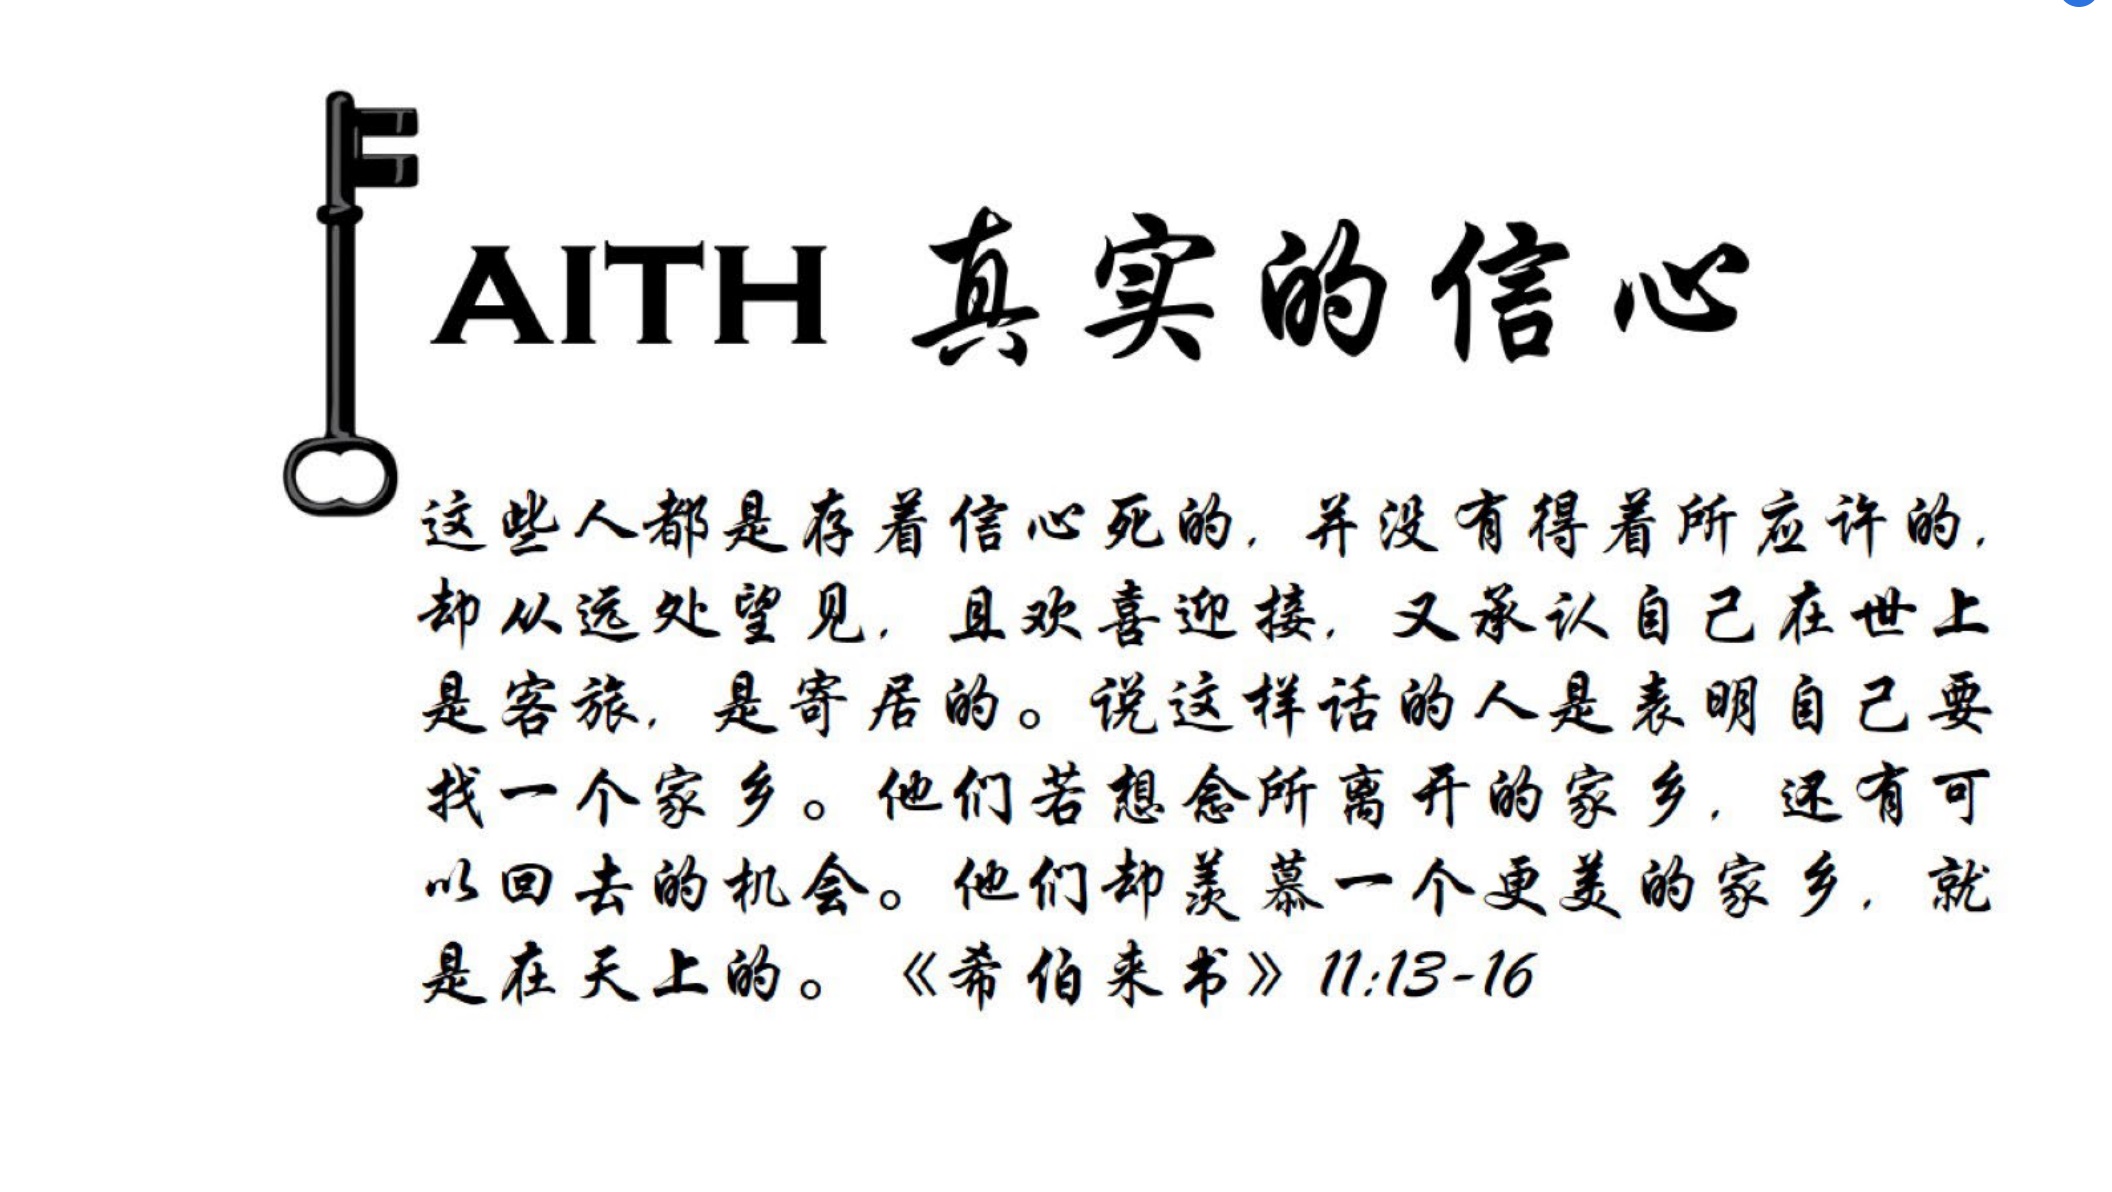 FAITH 真实的信心
这些人都是存着信心死的，并没有得着所应许的，
却从远处望见，且欢喜迎接，又承认自己在世上
是客旅，是寄居的。说这样话的人是表明自己要
找一个家乡。他们若想念所离开的家乡，还有可
以回去的机会。他们却羡慕一个更美的家乡，就
是在天上的。《希伯来书》11:13-16